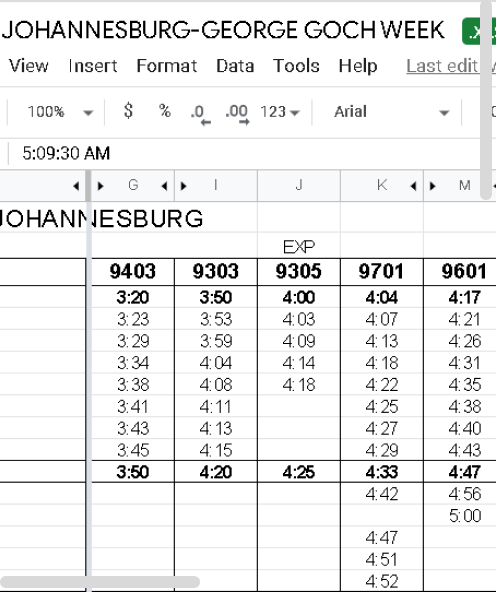 JOHANNESBURG-GEORGE GOCH WEEK
View Insert Format Data Tools Help Last edit
100% $ % .0 .00 123 Arial
5:09:30 AM
G I J K M
JOHANNESBURG
EXP
9403 9303 9305 9701 9601
3:20 3:50 4:00 4:04 4:17
3:23 3:53 4:03 4:07 4:21
3:29 3:59 4:09 4:13 4:26
3:34 4:04 4:14 4:18 4:31
3:38 4:08 4:18 4:22 4:35
3:41 4:11 4:25 4:38
3:43 4:13 4:27 4:40
3:45 4:15 4:29 4:43
3:50 4:20 4:25 4:33 4:47
4:42 4:56
5:00
4:47
4:51
4:52